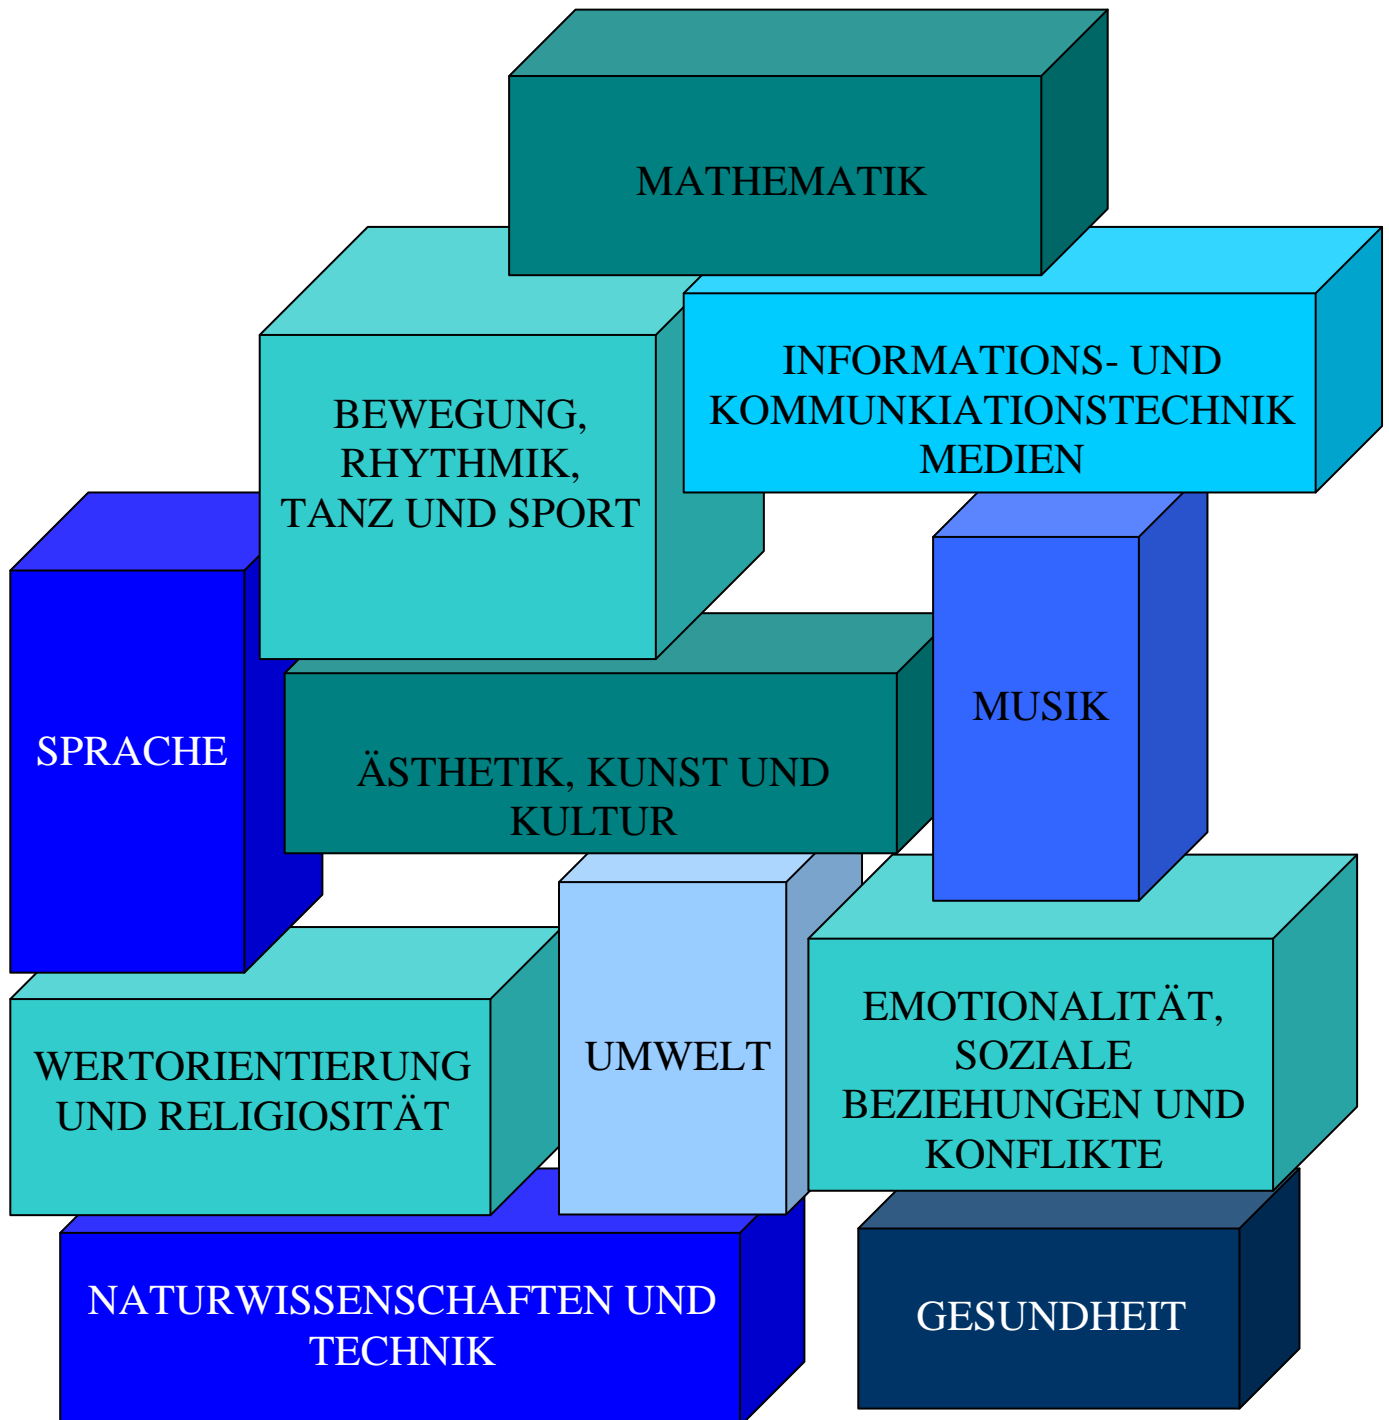 MATHEMATIK
INFORMATIONS- UND
KOMMUNKIATIONSTECHNIK
MEDIEN
BEWEGUNG,
RHYTHMIK,
TANZ UND SPORT
SPRACHE
MUSIK
ÄSTHETIK, KUNST UND
KULTUR
WERTORIENTIERUNG
UND RELIGIOSITÄT
UMWELT
EMOTIONALITÄT,
SOZIALE
BEZIEHUNGEN UND
KONFLIKTE
NATURWISSENSCHAFTEN UND
TECHNIK
GESUNDHEIT